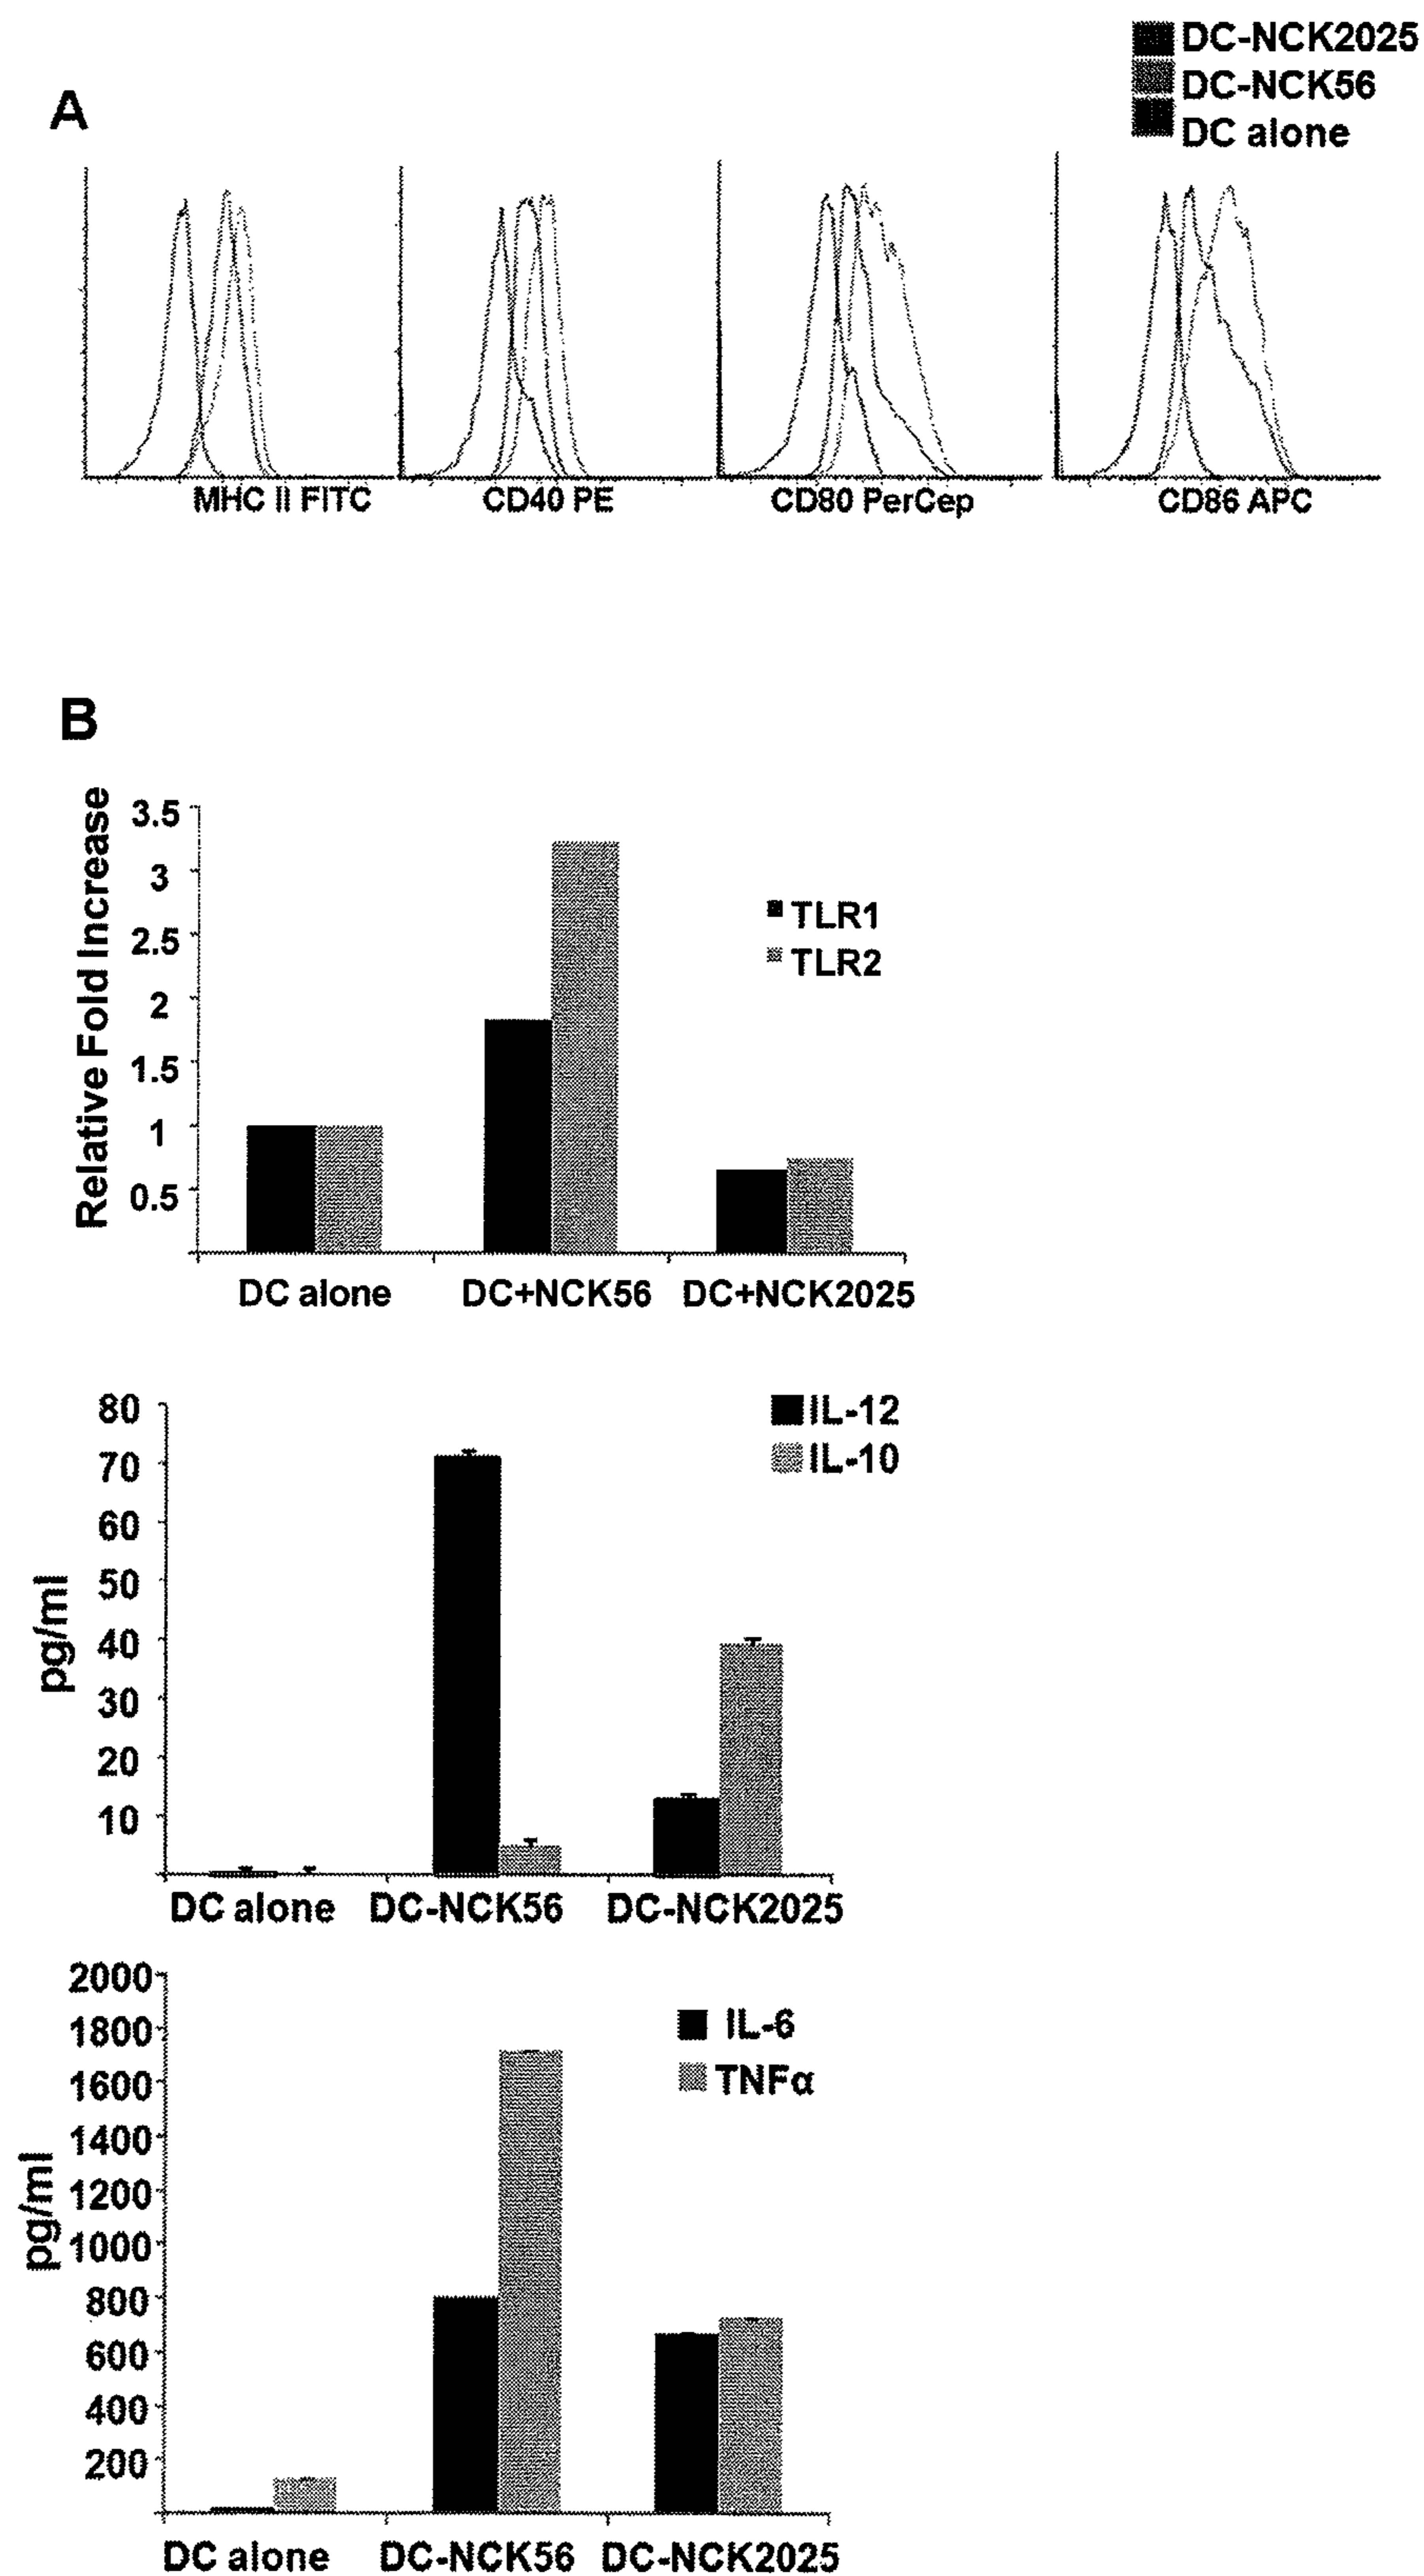 DC-NCK2025
DC-NCK56
DC alone
A
MHC II FITC
CD40 PE
CD80 PerCep
CD86 APC
B
Relative Fold Increase
3.5
3
2.5
2
1.5
1
0.5
TLR1
TLR2
DC alone
DC+NCK56
DC+NCK2025
pg/ml
80
70
60
50
40
30
20
10
IL-12
IL-10
DC alone
DC-NCK56
DC-NCK2025
pg/ml
2000
1800
1600
1400
1200
1000
800
600
400
200
IL-6
TNFα
DC alone
DC-NCK56
DC-NCK2025